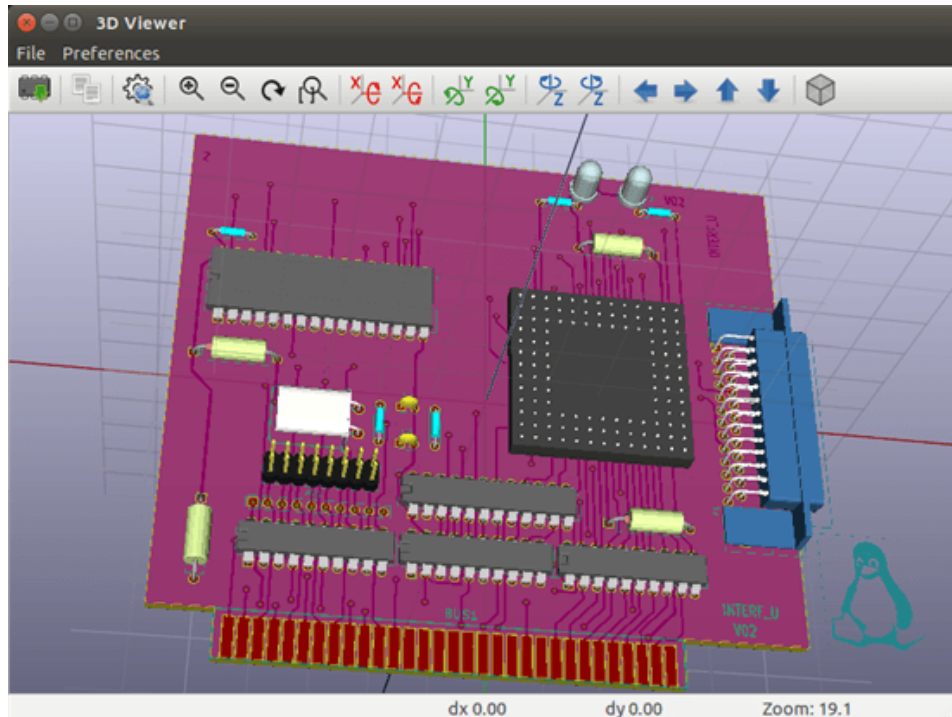 3D Viewer
File Preferences
X X Y Y Z Z
V02
INTERF_U
BUS1
INTERF_U
V02
dx 0.00 dy 0.00 Zoom: 19.1